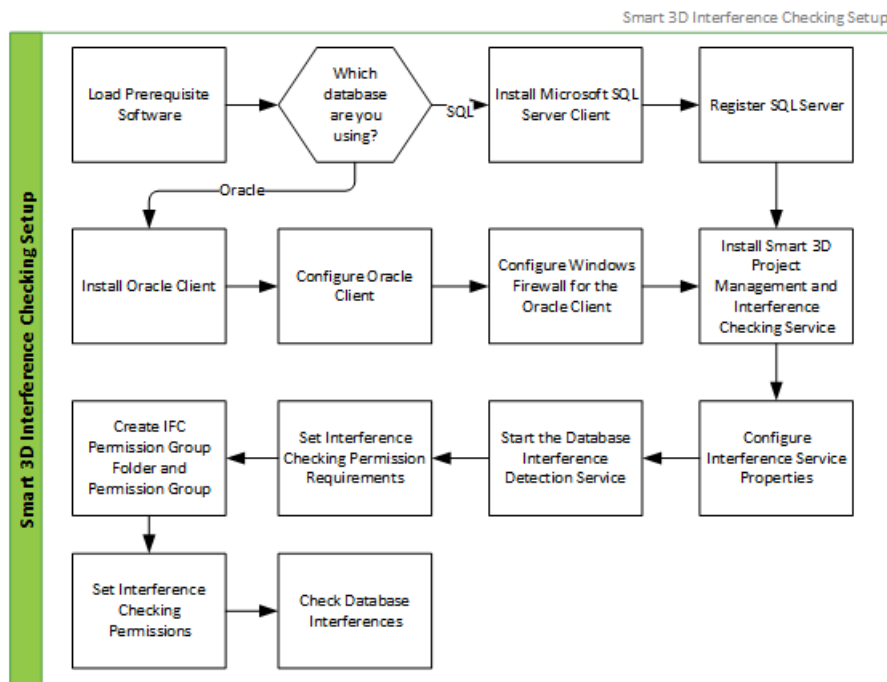 Smart 3D Interference Checking Setup
Smart 3D Interference Checking Setup
Load Prerequisite
Software
Which
database
are you
using?
SQL
Install Microsoft SQL
Server Client
Register SQL Server
Oracle
Install Oracle Client
Configure Oracle
Client
Configure Windows
Firewall for the
Oracle Client
Install Smart 3D
Project
Management and
Interference
Checking Service
Configure
Interference Service
Properties
Start the Database
Interference
Detection Service
Set Interference
Checking Permission
Requirements
Create IFC
Permission Group
Folder and
Permission Group
Set Interference
Checking
Permissions
Check Database
Interferences